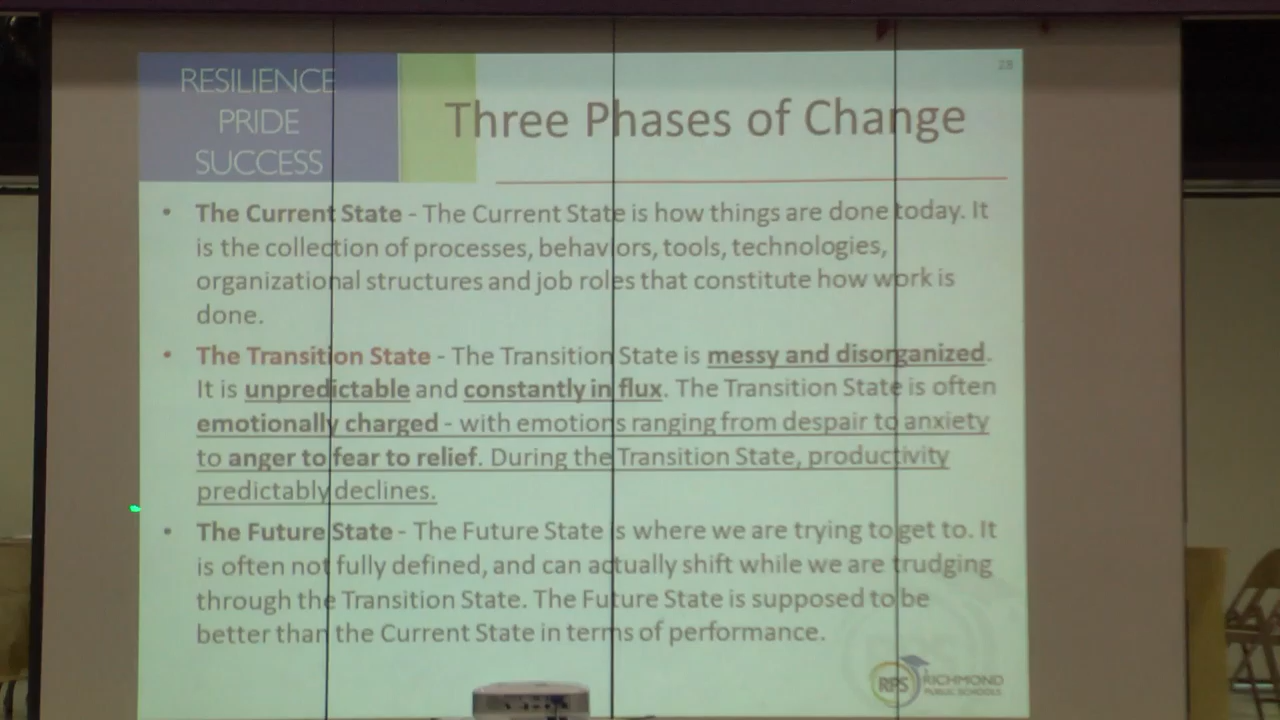 28
RESILIENCE
PRIDE
SUCCESS
Three Phases of Change
• The Current State - The Current State is how things are done today. It
is the collection of processes, behaviors, tools, technologies,
organizational structures and job roles that constitute how work is
done.
• The Transition State - The Transition State is messy and disorganized.
It is unpredictable and constantly in flux. The Transition State is often
emotionally charged - with emotions ranging from despair to anxiety
to anger to fear to relief. During the Transition State, productivity
predictably declines.
• The Future State - The Future State is where we are trying to get to. It
is often not fully defined, and can actually shift while we are trudging
through the Transition State. The Future State is supposed to be
better than the Current State in terms of performance.
RPS
RICHMOND
PUBLIC SCHOOLS